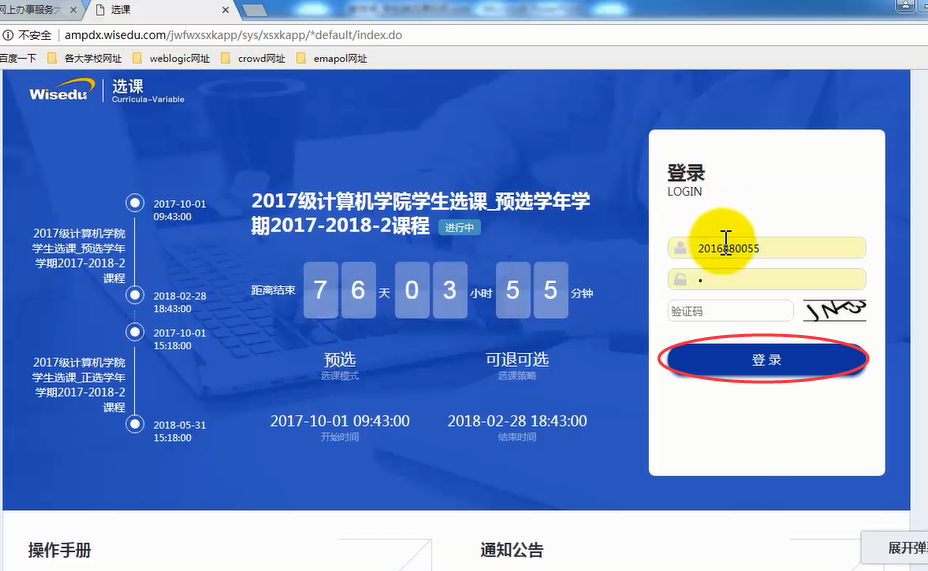 网上办事服务大
选课
不安全
ampdx.wisedu.com/jwfwxsxkapp/sys/xsxkapp/*default/index.do
百度一下
各大学校网址
weblogic网址
crowd网址
emapol网址
Wisedu
选课
Curricula-Variable
2017-10-01
09:43:00
2017级计算机学院
学生选课_预选学年
学期2017-2018-2
课程
2018-02-28
18:43:00
2017-10-01
15:18:00
2017级计算机学院
学生选课_正选学年
学期2017-2018-2
课程
2018-05-31
15:18:00
2017级计算机学院学生选课_预选学年学
期2017-2018-2课程 进行中
距离结束 7 6 天 0 3 小时 5 5 分钟
预选
选课模式
可退可选
选课策略
2017-10-01 09:43:00
开始时间
2018-02-28 18:43:00
结束时间
登录
LOGIN
2016880055
验证码
登 录
操作手册
通知公告
展开弹